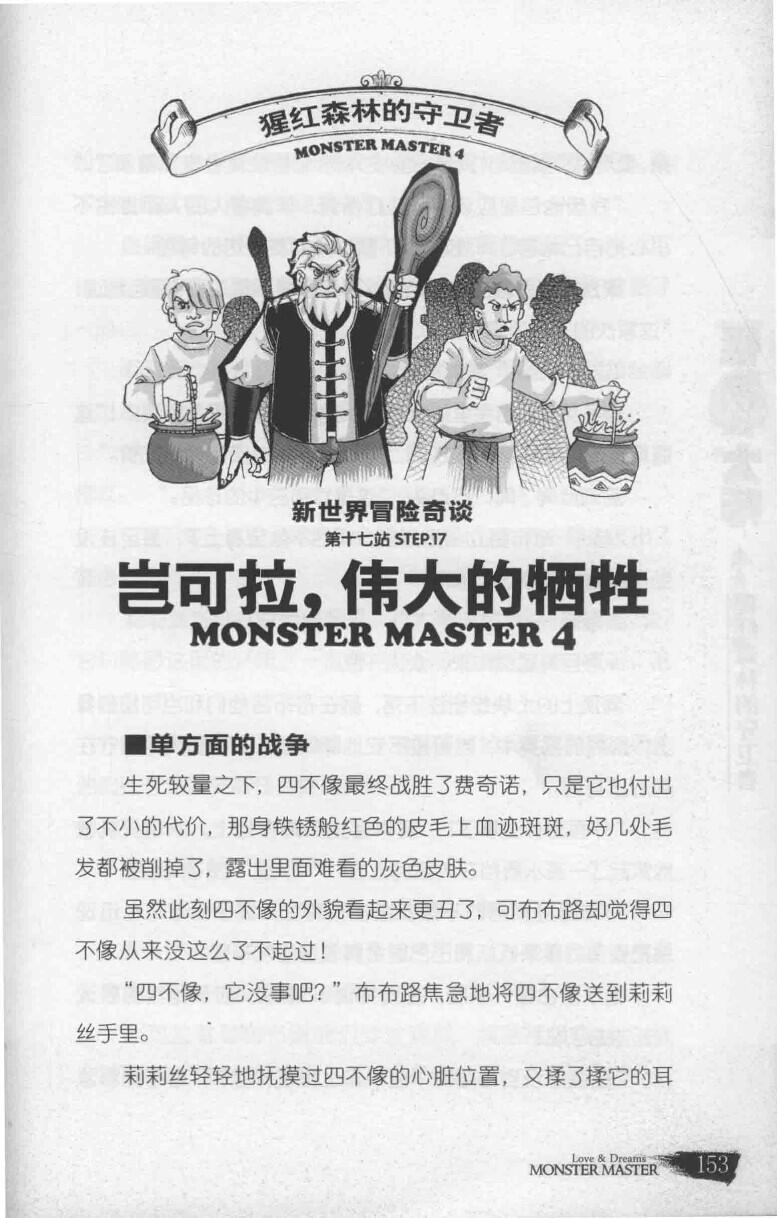 猩红森林的守卫者
MONSTER MASTER 4
新世界冒险奇谈
第十七站 STEP.17
岂可拉，伟大的牺牲
MONSTER MASTER 4
■单方面的战争
生死较量之下，四不像最终战胜了费奇诺，只是它也付出
了不小的代价，那身铁锈般红色的皮毛上血迹斑斑，好几处毛
发都被削掉了，露出里面难看的灰色皮肤。
虽然此刻四不像的外貌看起来更丑了，可布布路却觉得四
不像从来没这么了不起过！
“四不像，它没事吧？”布布路焦急地将四不像送到莉莉
丝手里。
莉莉丝轻轻地抚摸过四不像的心脏位置，又揉了揉它的耳
Love & Dreams
MONSTER MASTER
153